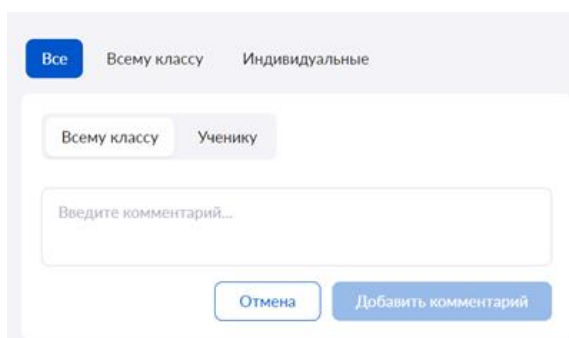 Все Всему классу Индивидуальные
Всему классу Ученику
Введите комментарий...
Отмена Добавить комментарий